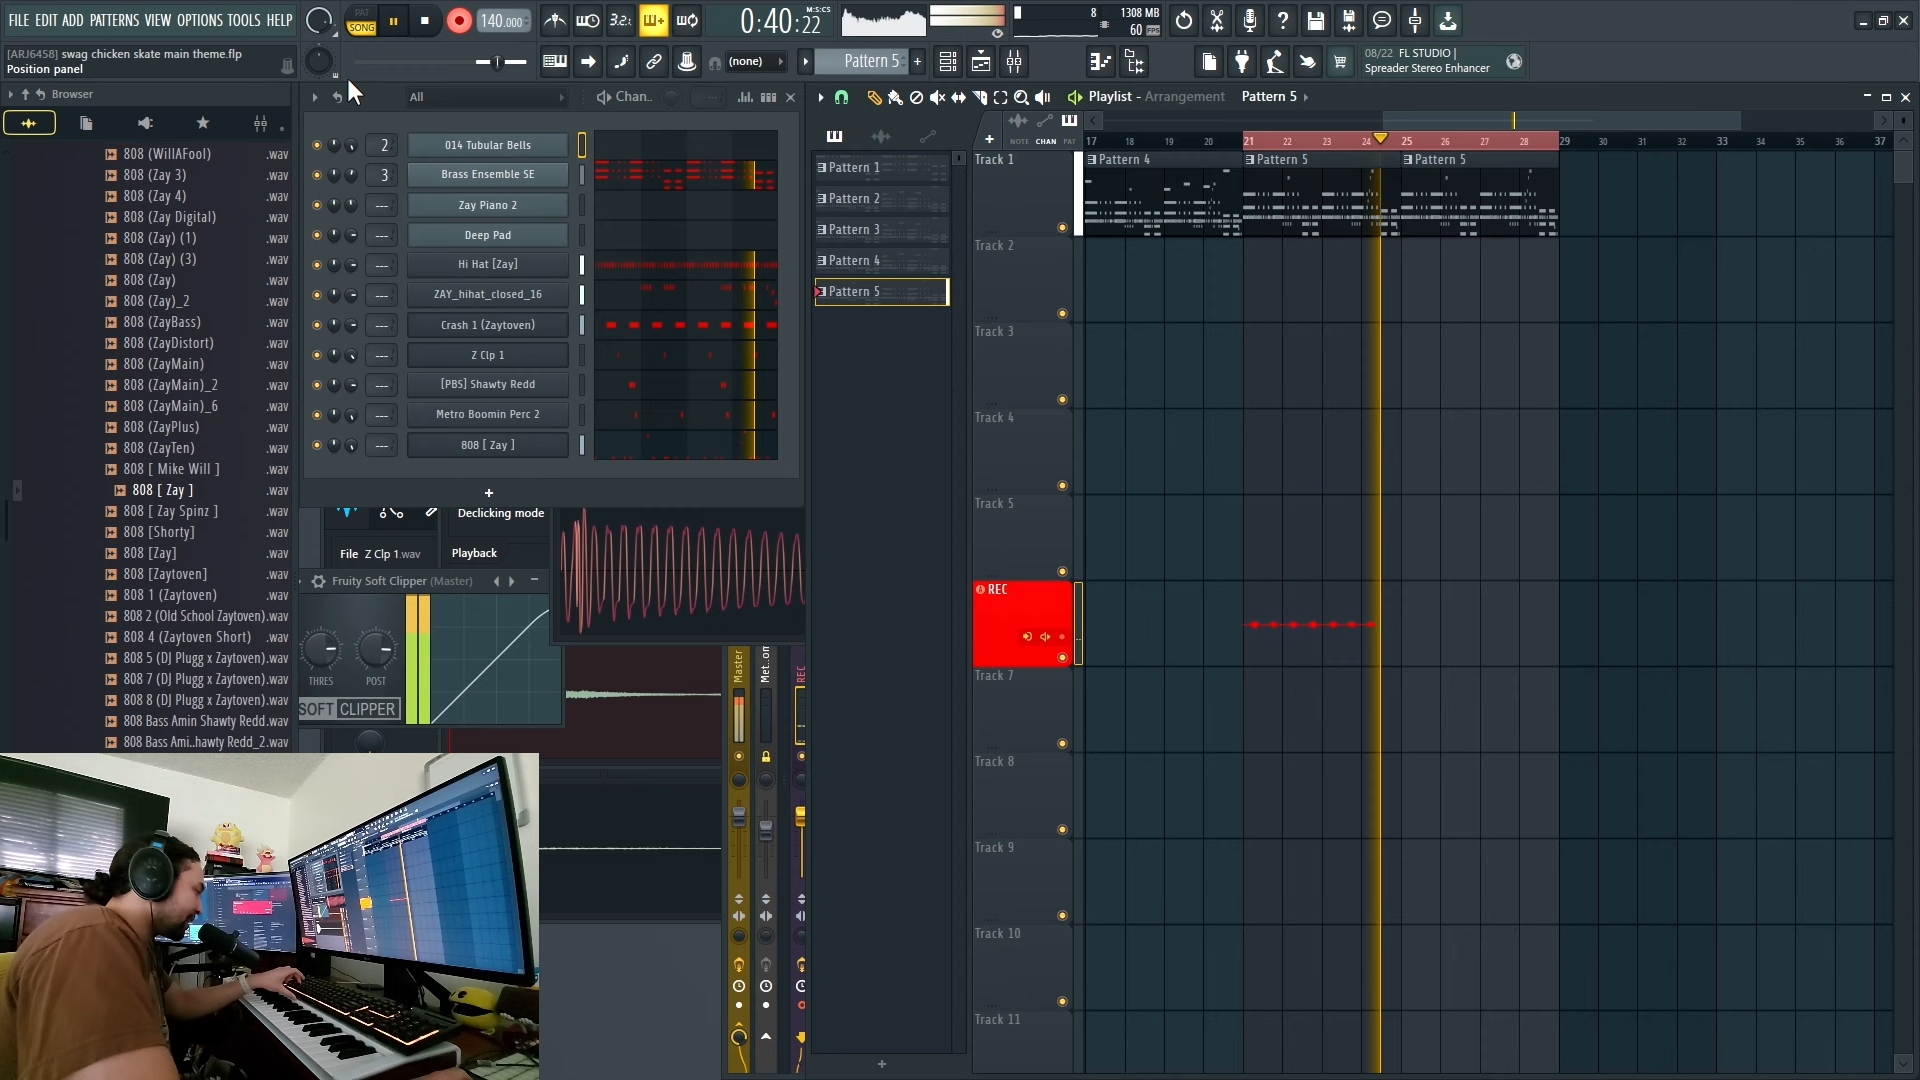 FILE EDIT ADD PATTERNS VIEW OPTIONS TOOLS HELP
[ARJ6458] swag chicken skate main theme.flp
Position panel
PAT
SONG
140.000
3.2
0:40:22
M:S:CS
8
1308 MB
60 FPS
(none)
Pattern 5
08/22 FL STUDIO |
Spreader Stereo Enhancer
Browser
808 (WillAFool) .wav
808 (Zay 3) .wav
808 (Zay 4) .wav
808 (Zay Digital) .wav
808 (Zay) (1) .wav
808 (Zay) (3) .wav
808 (Zay) .wav
808 (Zay)_2 .wav
808 (ZayBass) .wav
808 (ZayDistort) .wav
808 (ZayMain) .wav
808 (ZayMain)_2 .wav
808 (ZayMain)_6 .wav
808 (ZayPlus) .wav
808 (ZayTen) .wav
808 [ Mike Will ] .wav
808 [ Zay ] .wav
808 [ Zay Spinz ] .wav
808 [Shorty] .wav
808 [Zay] .wav
808 [Zaytoven] .wav
808 1 (Zaytoven) .wav
808 2 (Old School Zaytoven).wav
808 4 (Zaytoven Short) .wav
808 5 (DJ Plugg x Zaytoven).wav
808 7 (DJ Plugg x Zaytoven).wav
808 8 (DJ Plugg x Zaytoven).wav
808 Bass Amin Shawty Redd.wav
808 Bass Ami..hawty Redd_2.wav
All
Chan..
2 014 Tubular Bells
3 Brass Ensemble SE
--- Zay Piano 2
--- Deep Pad
--- Hi Hat [Zay]
--- ZAY_hihat_closed_16
--- Crash 1 (Zaytoven)
--- Z Clp 1
--- [PBS] Shawty Redd
--- Metro Boomin Perc 2
--- 808 [ Zay ]
+
Declicking mode
File Z Clp 1.wav
Playback
Fruity Soft Clipper (Master)
THRES
POST
SOFT CLIPPER
Master
Met..om
REC
Playlist - Arrangement Pattern 5
NOTE CHAN PAT
Pattern 1
Pattern 2
Pattern 3
Pattern 4
Pattern 5
17 18 19 20 21 22 23 24 25 26 27 28 29 30 31 32 33 34 35 36 37
Track 1
Pattern 4
Pattern 5
Pattern 5
Track 2
Track 3
Track 4
Track 5
REC
Track 7
Track 8
Track 9
Track 10
Track 11